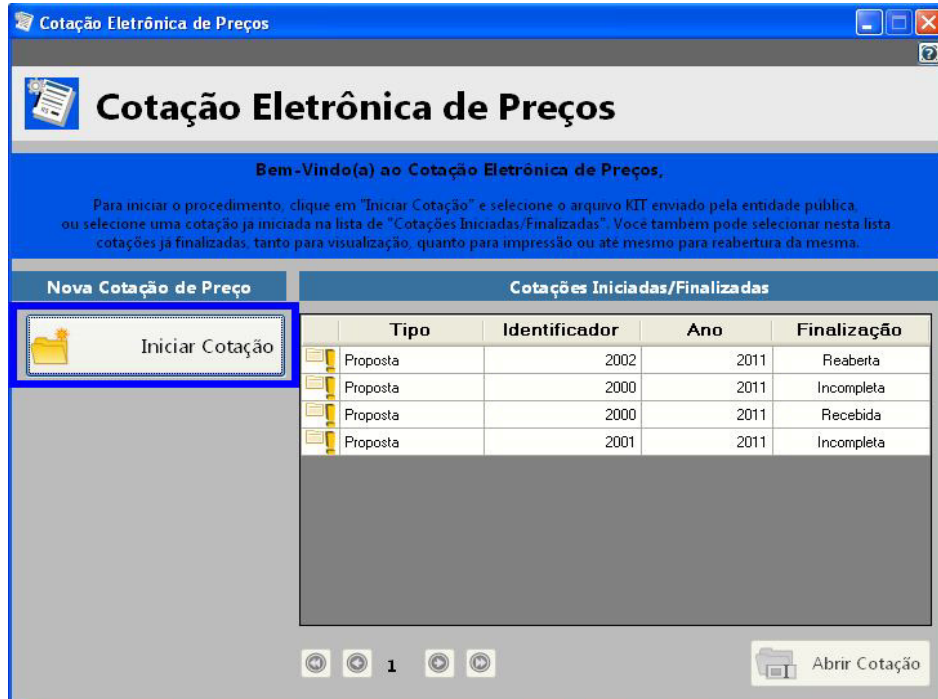 Cotação Eletrônica de Preços
Cotação Eletrônica de Preços
Bem-Vindo(a) ao Cotação Eletrônica de Preços,
Para iniciar o procedimento, clique em "Iniciar Cotação" e selecione o arquivo KIT enviado pela entidade pública,
ou selecione uma cotação ja iniciada na lista de "Cotações Iniciadas/Finalizadas". Você tambem pode selecionar nesta lista
cotações já finalizadas, tanto para visualização, quanto para impressão ou até mesmo para reabertura da mesma.
Nova Cotação de Preço
Cotações Iniciadas/Finalizadas
Iniciar Cotação
Tipo Identificador Ano Finalização
Proposta 2002 2011 Reaberta
Proposta 2000 2011 Incompleta
Proposta 2000 2011 Recebida
Proposta 2001 2011 Incompleta
1
Abrir Cotação